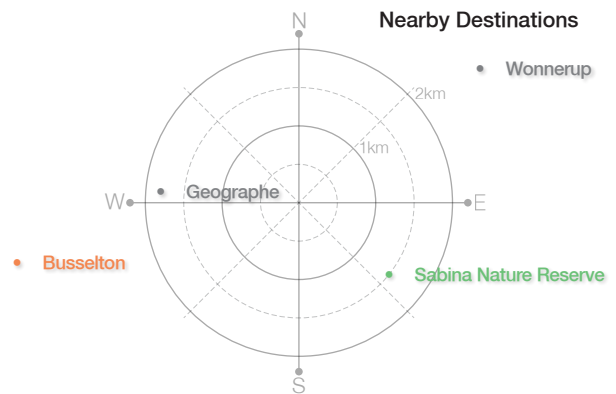 Nearby Destinations
N
Wonnerup
2km
1km
Geographe
W
E
Busselton
Sabina Nature Reserve
S